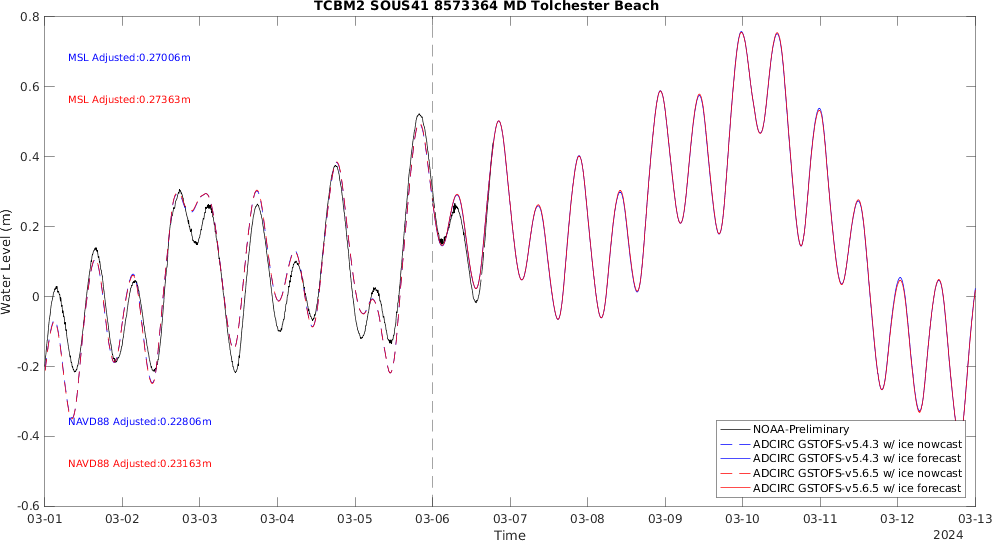 TCBM2 SOUS41 8573364 MD Tolchester Beach
MSL Adjusted:0.27006m
MSL Adjusted:0.27363m
NAVD88 Adjusted:0.22806m
NAVD88 Adjusted:0.23163m
Water Level (m)
0.8
0.6
0.4
0.2
0
-0.2
-0.4
-0.6
NOAA-Preliminary
ADCIRC GSTOFS-v5.4.3 w/ ice nowcast
ADCIRC GSTOFS-v5.4.3 w/ ice forecast
ADCIRC GSTOFS-v5.6.5 w/ ice nowcast
ADCIRC GSTOFS-v5.6.5 w/ ice forecast
03-01 03-02 03-03 03-04 03-05 03-06 03-07 03-08 03-09 03-10 03-11 03-12 03-13
Time
2024